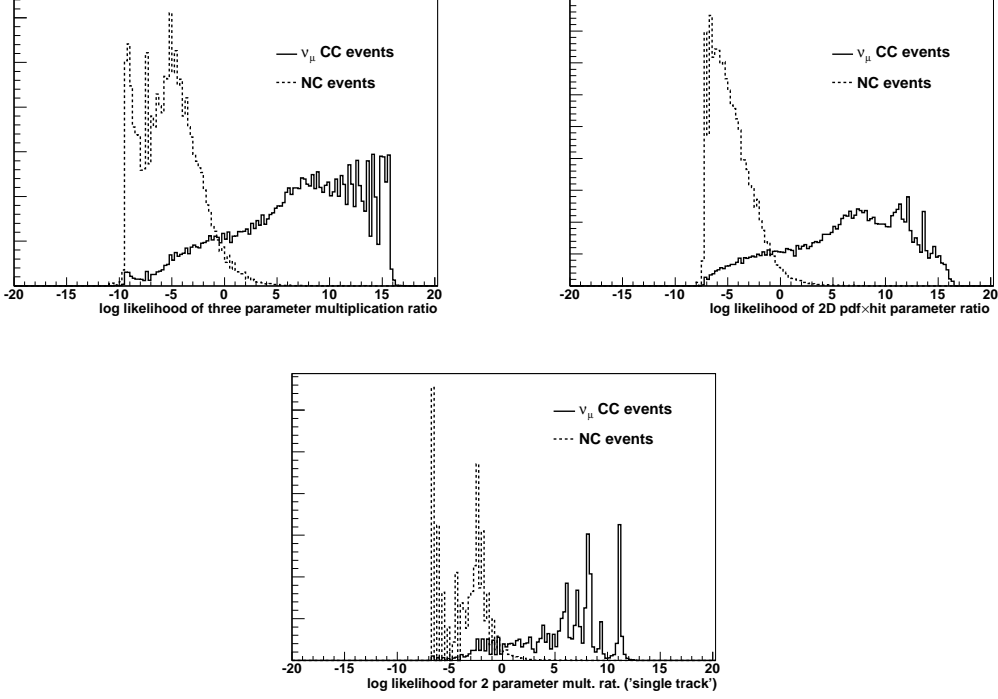 ν_μ CC events
NC events
-20 -15 -10 -5 0 5 10 15 20
log likelihood of three parameter multiplication ratio
ν_μ CC events
NC events
-20 -15 -10 -5 0 5 10 15 20
log likelihood of 2D pdf×hit parameter ratio
ν_μ CC events
NC events
-20 -15 -10 -5 0 5 10 15 20
log likelihood for 2 parameter mult. rat. ('single track')